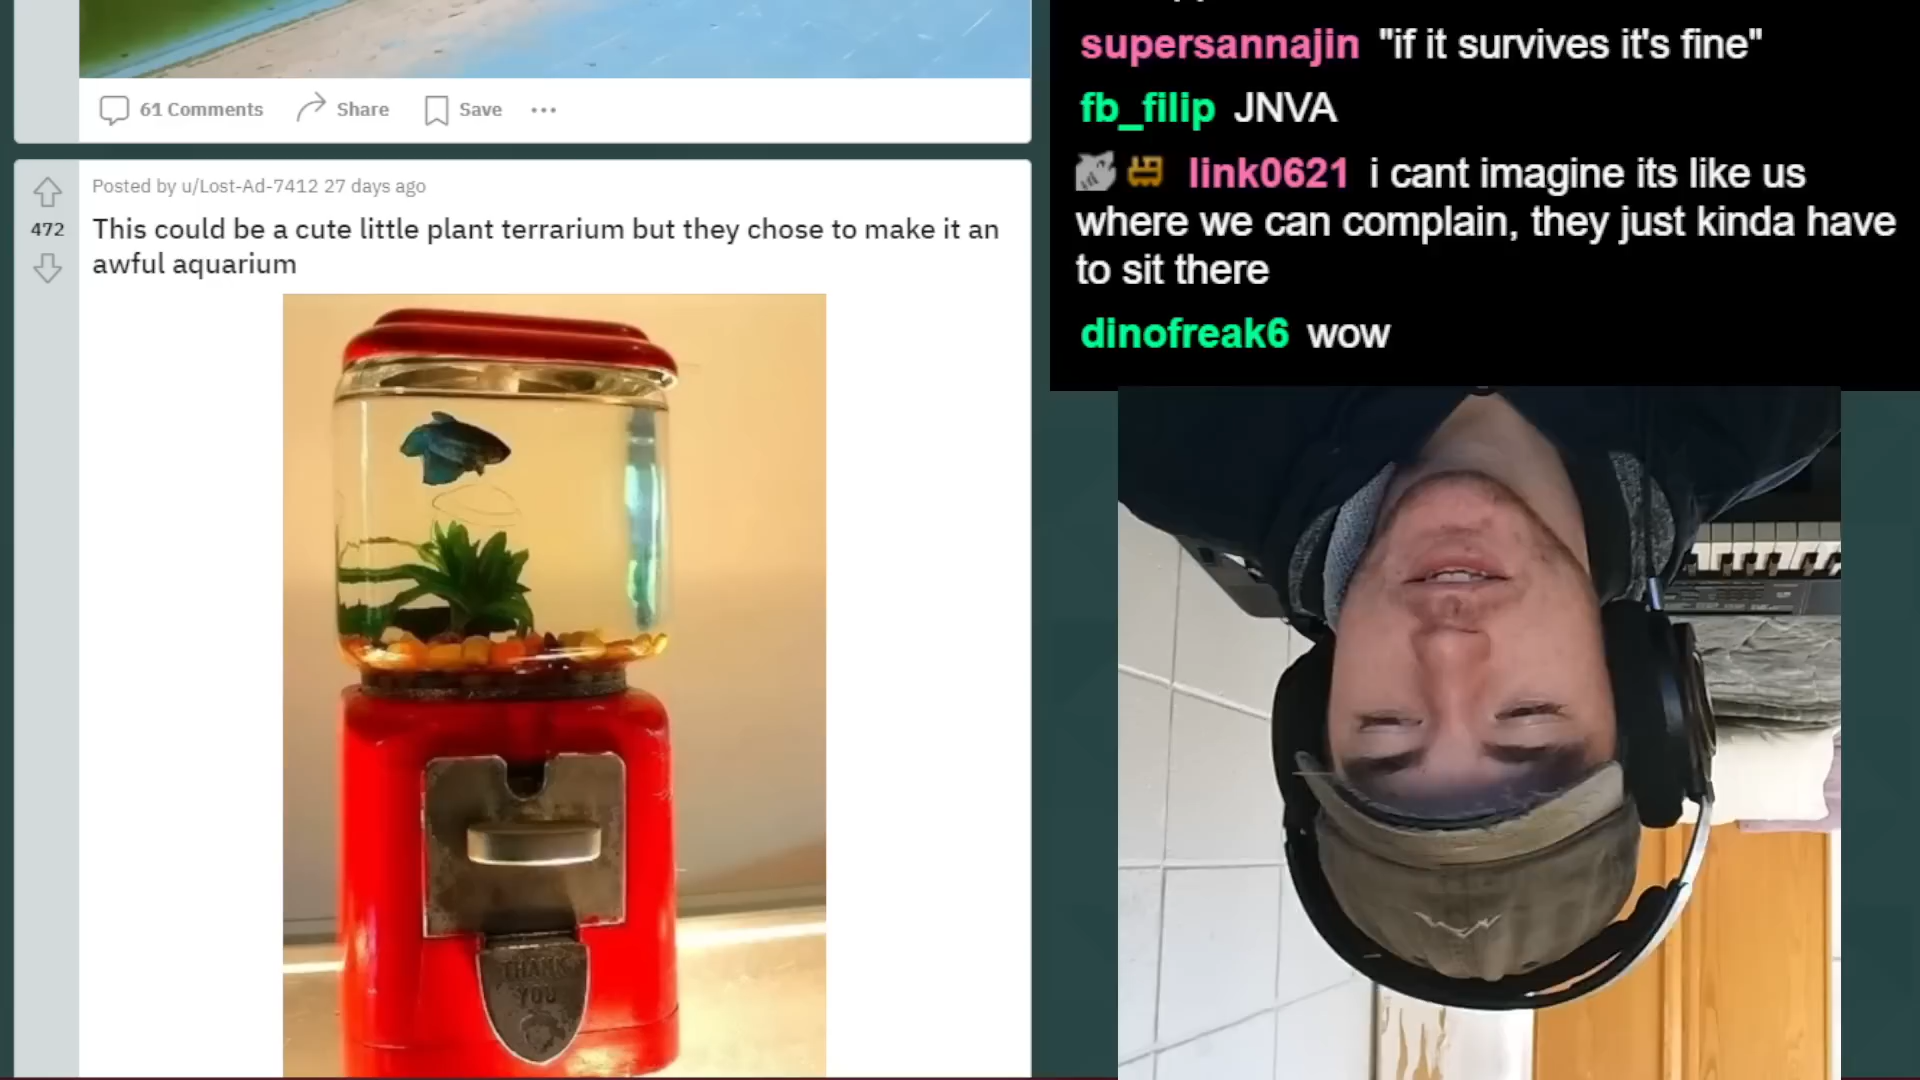 61 Comments
Share
Save
Posted by u/Lost-Ad-7412 27 days ago
472
This could be a cute little plant terrarium but they chose to make it an
awful aquarium
THANK
YOU
supersannajin "if it survives it's fine"
fb_filip JNVA
link0621 i cant imagine its like us
where we can complain, they just kinda have
to sit there
dinofreak6 wow